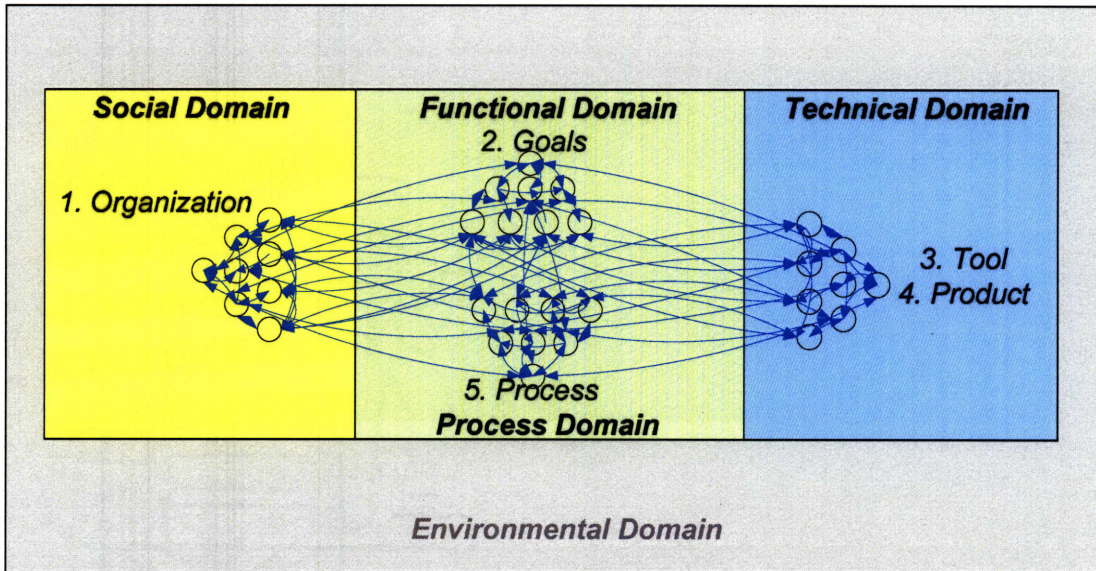 Social Domain
Functional Domain
Technical Domain
2. Goals
1. Organization
3. Tool
4. Product
5. Process
Process Domain
Environmental Domain